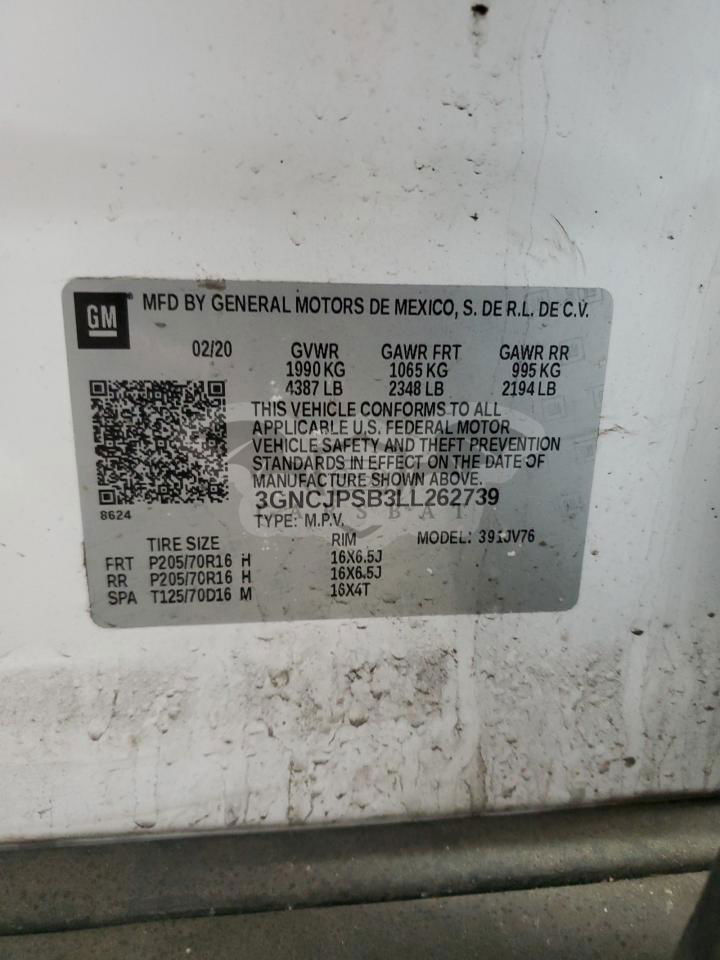 GM
MFD BY GENERAL MOTORS DE MEXICO, S. DE R.L. DE C.V.
02/20 GVWR GAWR FRT GAWR RR
1990 KG 1065 KG 995 KG
4387 LB 2348 LB 2194 LB
THIS VEHICLE CONFORMS TO ALL
APPLICABLE U.S. FEDERAL MOTOR
VEHICLE SAFETY AND THEFT PREVENTION
STANDARDS IN EFFECT ON THE DATE OF
MANUFACTURE SHOWN ABOVE.
3GNCJPSB3LL262739
8624
TYPE: M.P.V. MODEL: 391JV76
TIRE SIZE RIM
FRT P205/70R16 H 16X6.5J
RR P205/70R16 H 16X6.5J
SPA T125/70D16 M 16X4T